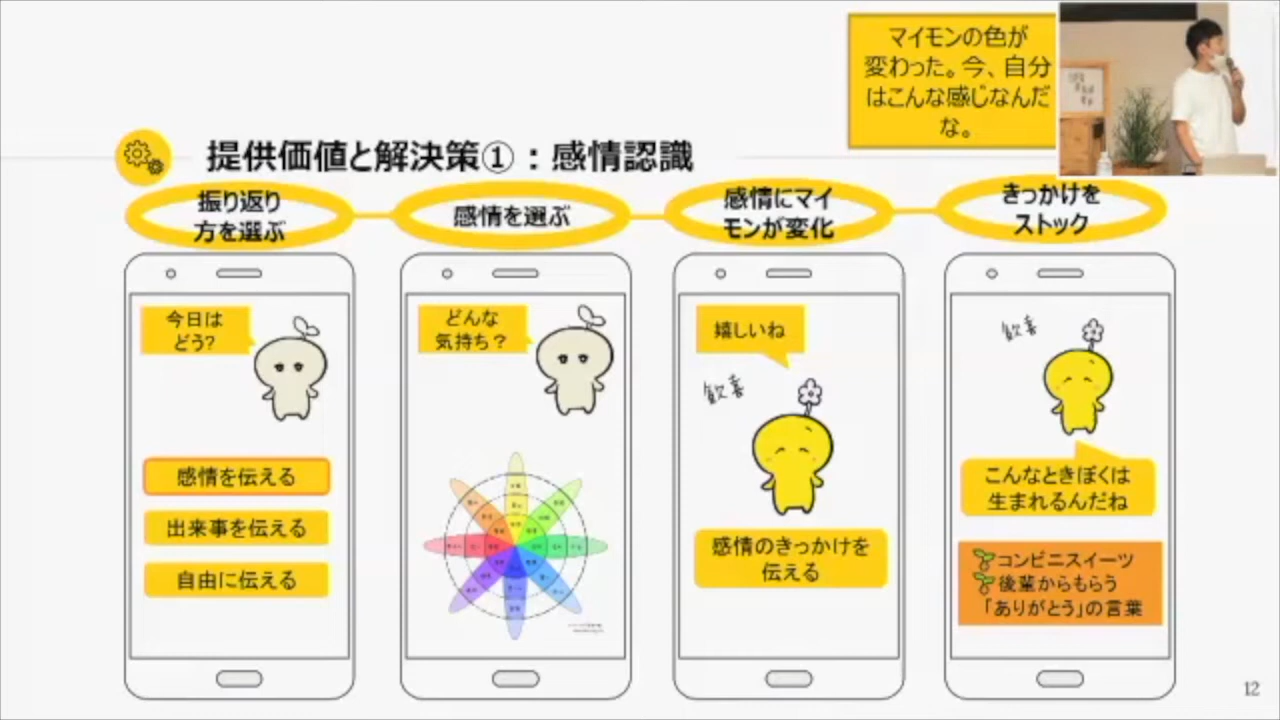 マイモンの色が
変わった。今、自分
はこんな感じなんだ
な。
提供価値と解決策①：感情認識
振り返り
方を選ぶ
感情を選ぶ
感情にマイ
モンが変化
きっかけを
ストック
今日は
どう?
感情を伝える
出来事を伝える
自由に伝える
どんな
気持ち？
嬉しいね
歓喜
感情のきっかけを
伝える
歓喜
こんなときぼくは
生まれるんだね
コンビニスイーツ
後輩からもらう
「ありがとう」の言葉
12